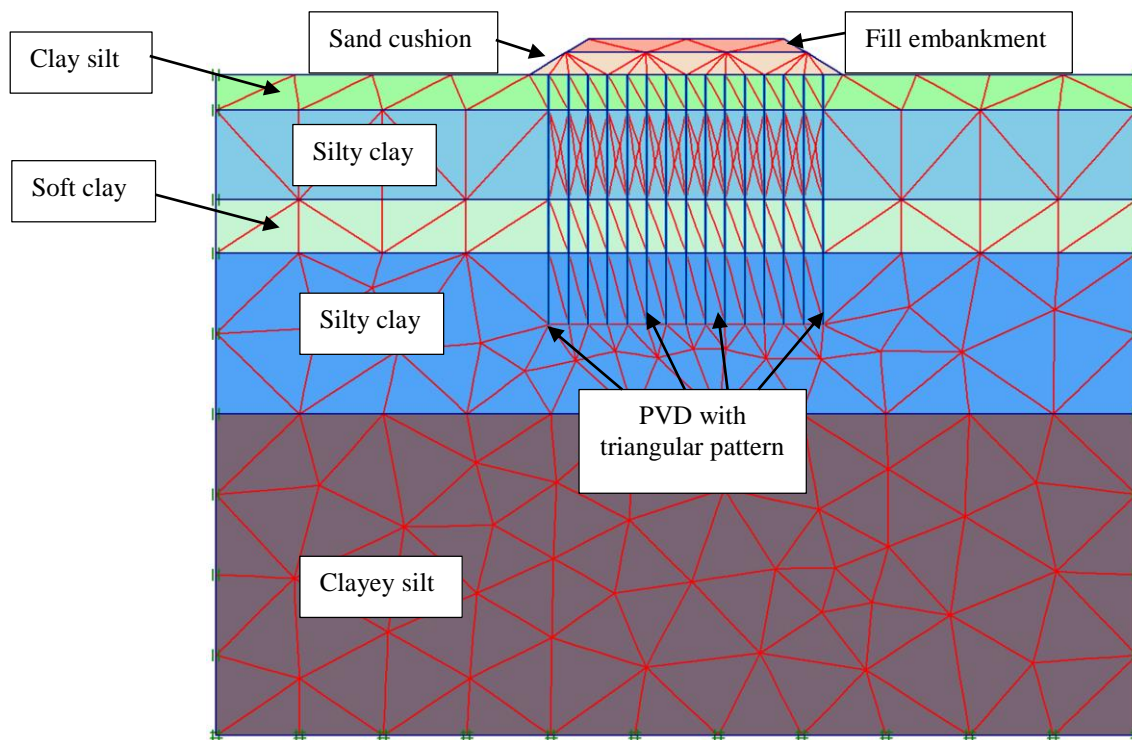 Sand cushion
Fill embankment
Clay silt
Silty clay
Soft clay
Silty clay
PVD with
triangular pattern
Clayey silt